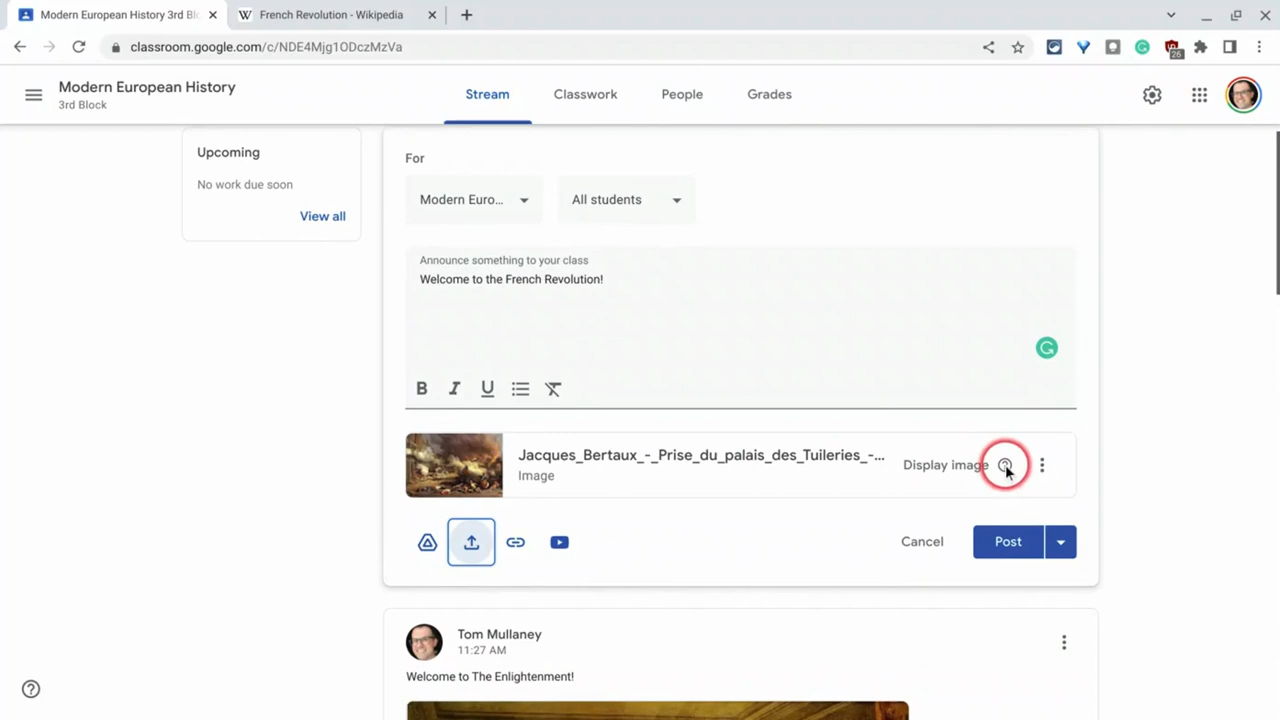 Modern European History 3rd Blo
French Revolution - Wikipedia
classroom.google.com/c/NDE4Mjg1ODczMzVa
26
Modern European History
3rd Block
Stream
Classwork
People
Grades
Upcoming
No work due soon
View all
For
Modern Euro...
All students
Announce something to your class
Welcome to the French Revolution!
B I U
Jacques_Bertaux_-_Prise_du_palais_des_Tuileries_-...
Image
Display image
Cancel
Post
Tom Mullaney
11:27 AM
Welcome to The Enlightenment!